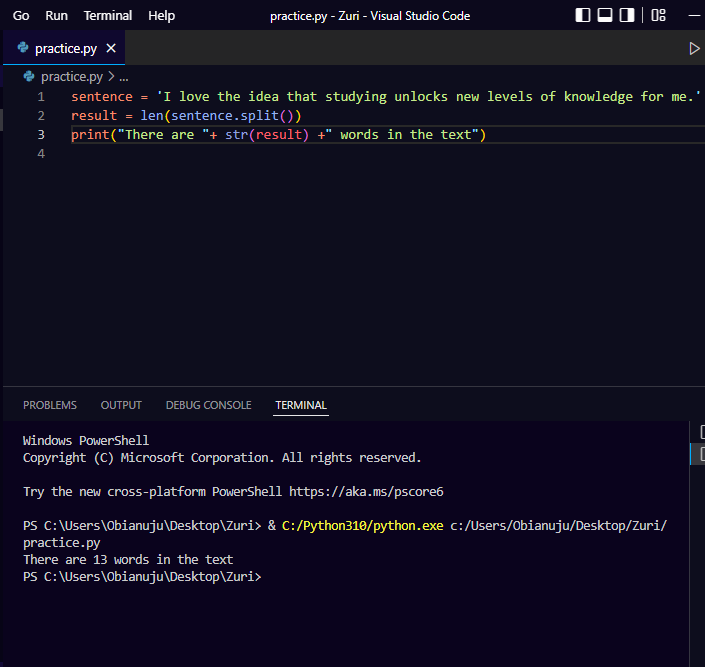 Go Run Terminal Help practice.py - Zuri - Visual Studio Code
practice.py
practice.py > ...
1 sentence = 'I love the idea that studying unlocks new levels of knowledge for me.'
2 result = len(sentence.split())
3 print("There are "+ str(result) +" words in the text")
4
PROBLEMS OUTPUT DEBUG CONSOLE TERMINAL
Windows PowerShell
Copyright (C) Microsoft Corporation. All rights reserved.
Try the new cross-platform PowerShell https://aka.ms/pscore6
PS C:\Users\Obianuju\Desktop\Zuri> & C:/Python310/python.exe c:/Users/Obianuju/Desktop/Zuri/
practice.py
There are 13 words in the text
PS C:\Users\Obianuju\Desktop\Zuri>